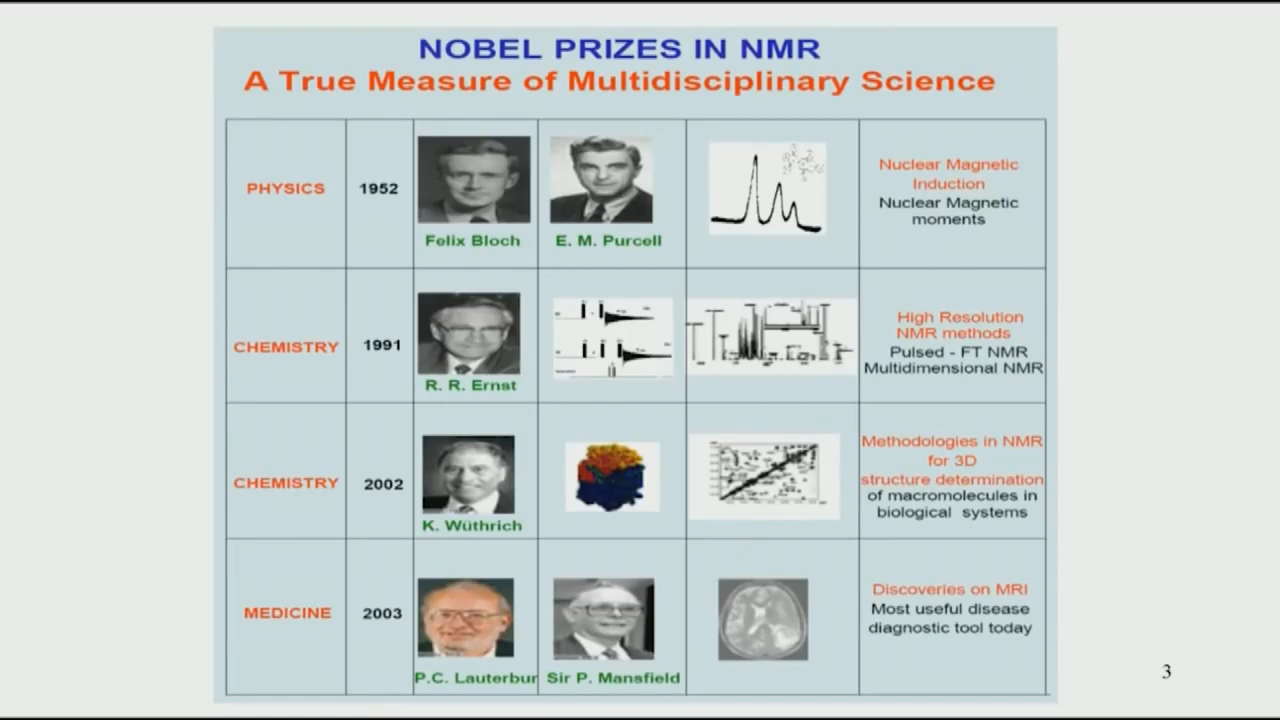 NOBEL PRIZES IN NMR
A True Measure of Multidisciplinary Science
PHYSICS
1952
Felix Bloch
E. M. Purcell
Nuclear Magnetic
Induction
Nuclear Magnetic
moments
CHEMISTRY
1991
R. R. Ernst
High Resolution
NMR methods
Pulsed - FT NMR
Multidimensional NMR
CHEMISTRY
2002
K. Wüthrich
Methodologies in NMR
for 3D
structure determination
of macromolecules in
biological systems
MEDICINE
2003
P.C. Lauterbur
Sir P. Mansfield
Discoveries on MRI
Most useful disease
diagnostic tool today
3